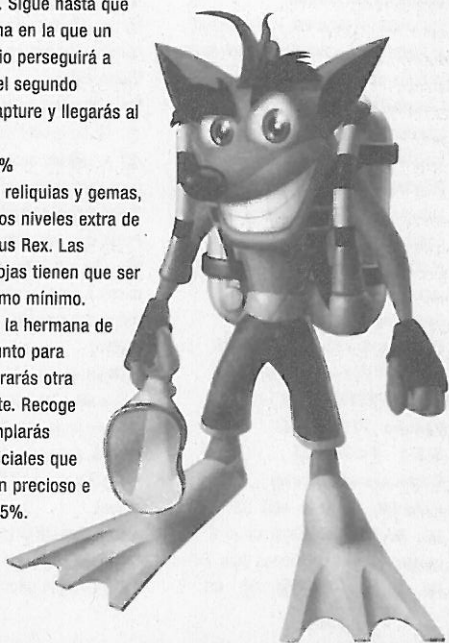 . Sigue hasta que
na en la que un
io perseguirá a
el segundo
apture y llegarás al
%
reliquias y gemas,
os niveles extra de
us Rex. Las
ojas tienen que ser
mo mínimo.
la hermana de
unto para
rarás otra
te. Recoge
nplarás
ciales que
n precioso e
5%.